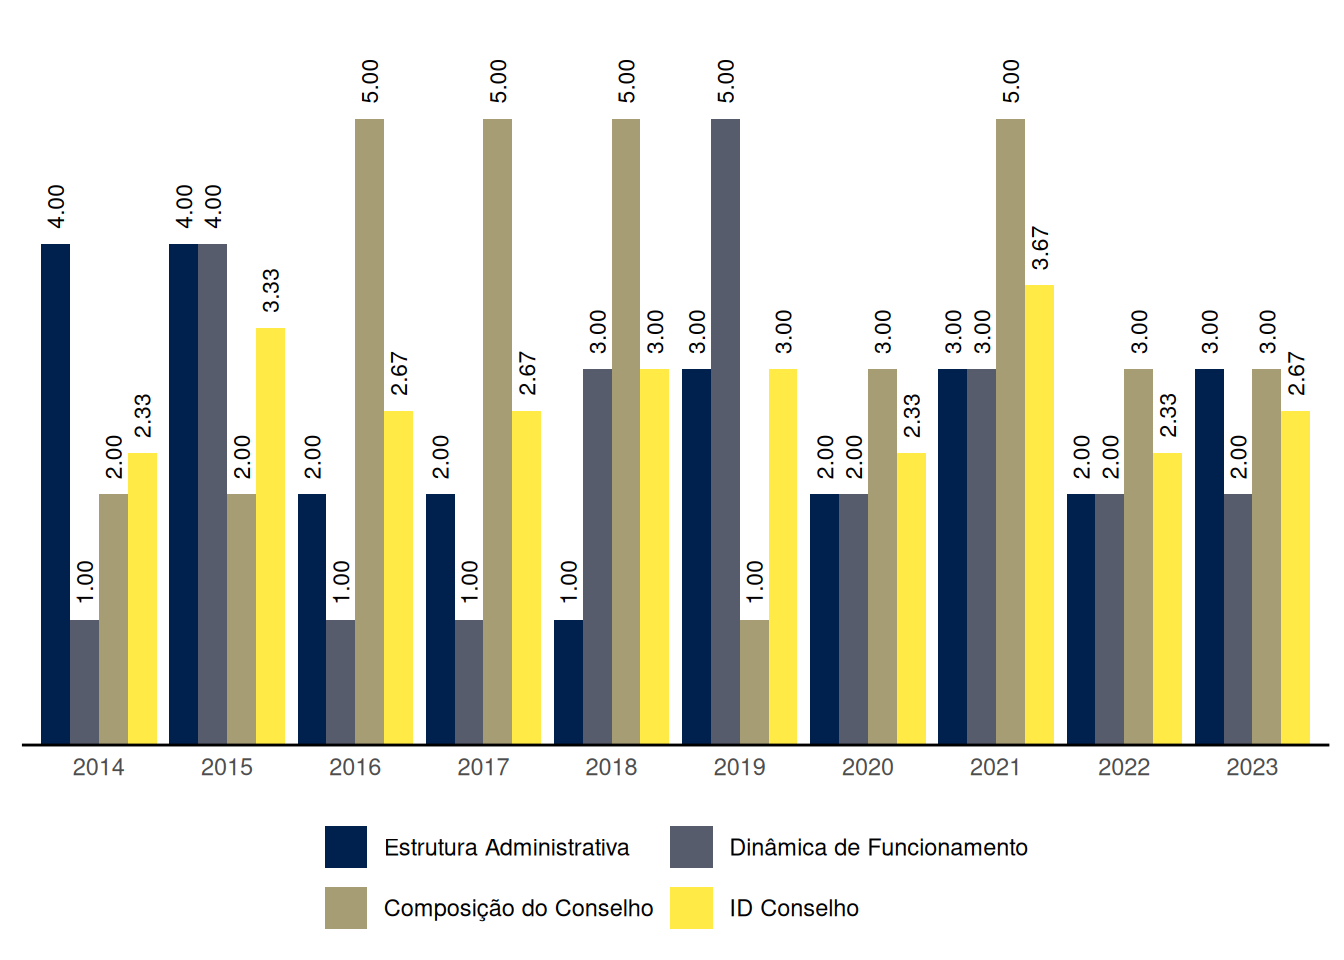 5.00 5.00 5.00 5.00 5.00
4.00 4.00 4.00
3.67
3.33
3.00 3.00 3.00 3.00 3.00 3.00 3.00 3.00 3.00 3.00
2.67 2.67 2.67
2.33 2.33 2.33
2.00 2.00 2.00 2.00 2.00 2.00 2.00 2.00 2.00
1.00 1.00 1.00 1.00 1.00
2014 2015 2016 2017 2018 2019 2020 2021 2022 2023
Estrutura Administrativa Dinâmica de Funcionamento
Composição do Conselho ID Conselho